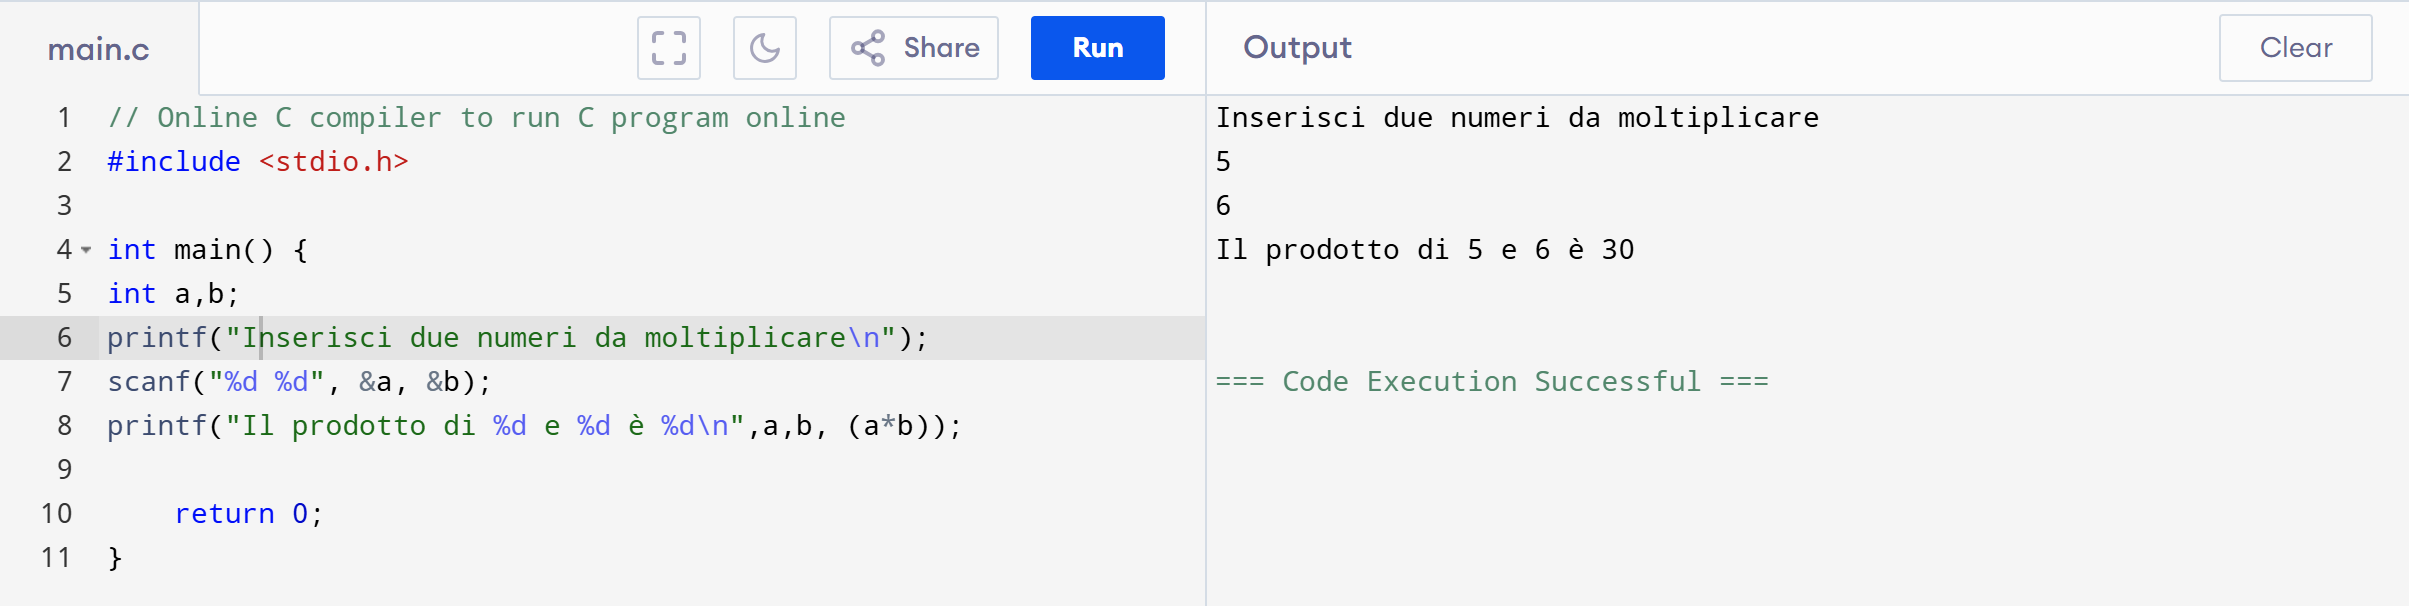 main.c
Share
Run
Output
Clear
1 // Online C compiler to run C program online
2 #include <stdio.h>
3
4 int main() {
5 int a,b;
6 printf("Inserisci due numeri da moltiplicare\n");
7 scanf("%d %d", &a, &b);
8 printf("Il prodotto di %d e %d è %d\n",a,b, (a*b));
9
10     return 0;
11 }
Inserisci due numeri da moltiplicare
5
6
Il prodotto di 5 e 6 è 30
=== Code Execution Successful ===